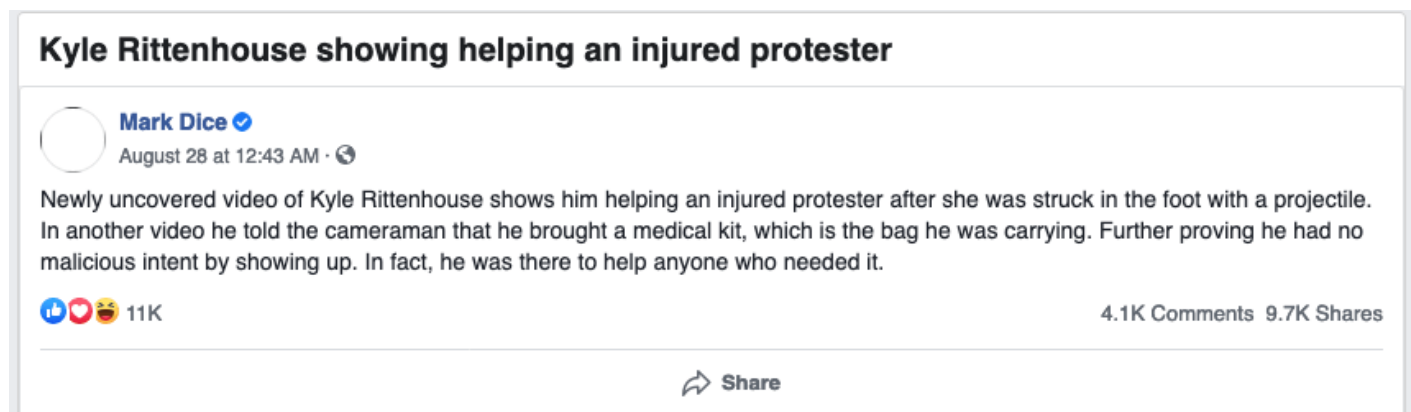 Kyle Rittenhouse showing helping an injured protester
Mark Dice
August 28 at 12:43 AM ·
Newly uncovered video of Kyle Rittenhouse shows him helping an injured protester after she was struck in the foot with a projectile.
In another video he told the cameraman that he brought a medical kit, which is the bag he was carrying. Further proving he had no
malicious intent by showing up. In fact, he was there to help anyone who needed it.
11K 4.1K Comments 9.7K Shares
Share